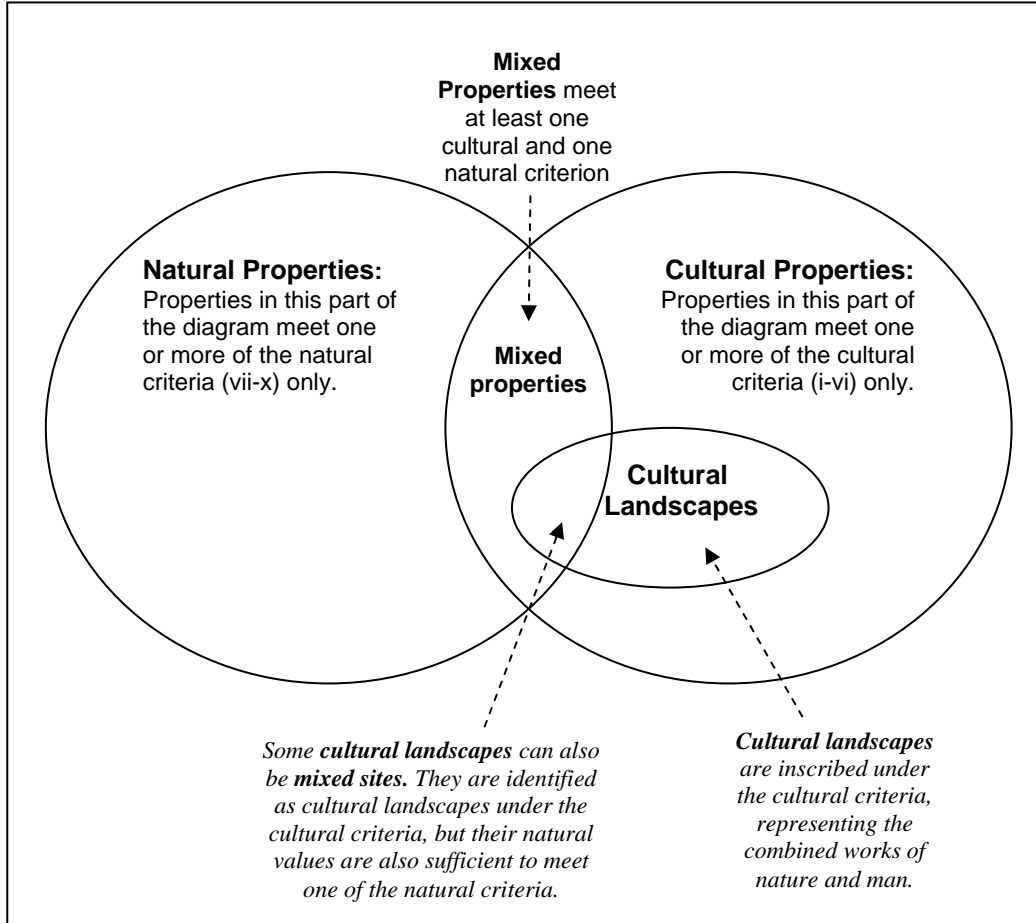 Mixed
Properties meet
at least one
cultural and one
natural criterion
Natural Properties:
Properties in this part of
the diagram meet one
or more of the natural
criteria (vii-x) only.
Cultural Properties:
Properties in this part of
the diagram meet one
or more of the cultural
criteria (i-vi) only.
Mixed
properties
Cultural
Landscapes
Some cultural landscapes can also
be mixed sites. They are identified
as cultural landscapes under the
cultural criteria, but their natural
values are also sufficient to meet
one of the natural criteria.
Cultural landscapes
are inscribed under
the cultural criteria,
representing the
combined works of
nature and man.